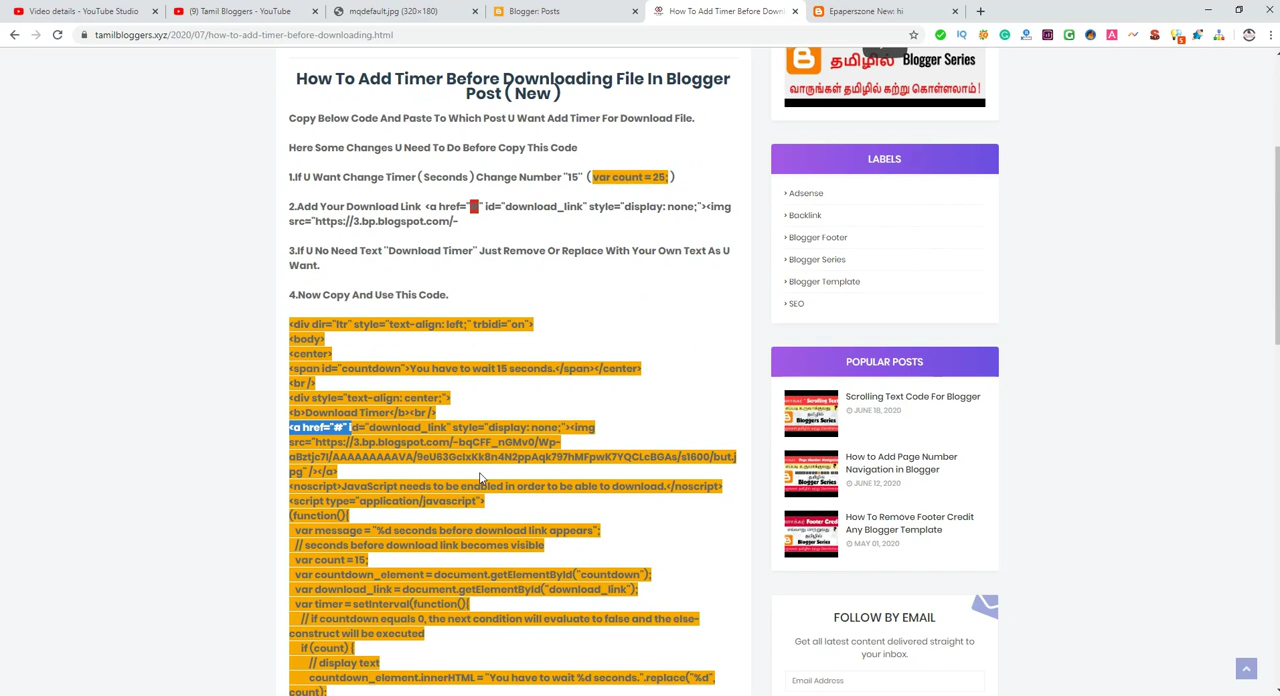 Video details - YouTube Studio
(9) Tamil Bloggers - YouTube
mqdefault.jpg (320×180)
Blogger: Posts
How To Add Timer Before Down
Epaperszone New: hi
tamilbloggers.xyz/2020/07/how-to-add-timer-before-downloading.html
How To Add Timer Before Downloading File In Blogger
Post ( New )
Copy Below Code And Paste To Which Post U Want Add Timer For Download File.
Here Some Changes U Need To Do Before Copy This Code
1.If U Want Change Timer ( Seconds ) Change Number "15" ( var count = 25; )
2.Add Your Download Link <a href="#" id="download_link" style="display: none;"><img
src="https://3.bp.blogspot.com/-
3.If U No Need Text "Download Timer" Just Remove Or Replace With Your Own Text As U
Want.
4.Now Copy And Use This Code.
<div dir="ltr" style="text-align: left;" trbidi="on">
<body>
<center>
<span id="countdown">You have to wait 15 seconds.</span></center>
<br />
<div style="text-align: center;">
<b>Download Timer</b><br />
<a href="#" id="download_link" style="display: none;"><img
src="https://3.bp.blogspot.com/-bqCFF_nGMv0/Wp-
aBztjc7I/AAAAAAAAAVA/9eU63GcIxKk8n4N2ppAqk797hMFpwK7YQCLcBGAs/s1600/but.j
pg" /></a>
<noscript>JavaScript needs to be enabled in order to be able to download.</noscript>
<script type="application/javascript">
(function(){
var message = "%d seconds before download link appears";
// seconds before download link becomes visible
var count = 15;
var countdown_element = document.getElementById("countdown");
var download_link = document.getElementById("download_link");
var timer = setInterval(function(){
// if countdown equals 0, the next condition will evaluate to false and the else-
construct will be executed
if (count) {
// display text
countdown_element.innerHTML = "You have to wait %d seconds.".replace("%d",
count);
தமிழில் Blogger Series
வாருங்கள் தமிழில் கற்று கொள்ளலாம் !
LABELS
Adsense
Backlink
Blogger Footer
Blogger Series
Blogger Template
SEO
POPULAR POSTS
Scrolling Text Code For Blogger
JUNE 18, 2020
How to Add Page Number
Navigation in Blogger
JUNE 12, 2020
How To Remove Footer Credit
Any Blogger Template
MAY 01, 2020
FOLLOW BY EMAIL
Get all latest content delivered straight to
your inbox.
Email Address